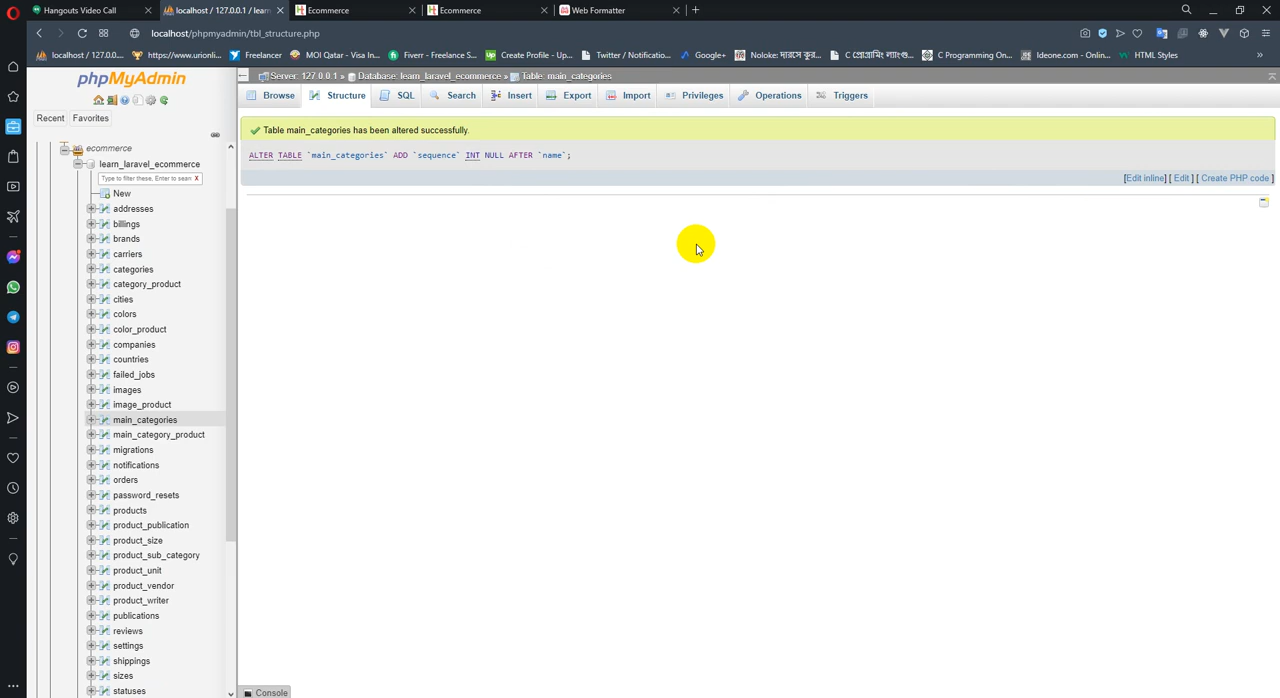 Hangouts Video Call
localhost / 127.0.0.1 / learn
Ecommerce
Ecommerce
Web Formatter
localhost/phpmyadmin/tbl_structure.php
localhost / 127.0.0....
https://www.urionli...
Freelancer
MOI Qatar - Visa In...
Fiverr - Freelance S...
Create Profile - Up...
Twitter / Notificatio...
Google+
Noloke: দারসে কুর...
C প্রোগ্রামিং ল্যাংগু...
C Programming On...
Ideone.com - Onlin...
HTML Styles
phpMyAdmin
Recent
Favorites
ecommerce
learn_laravel_ecommerce
Type to filter these, Enter to sear X
New
addresses
billings
brands
carriers
categories
category_product
cities
colors
color_product
companies
countries
failed_jobs
images
image_product
main_categories
main_category_product
migrations
notifications
orders
password_resets
products
product_publication
product_size
product_sub_category
product_unit
product_vendor
product_writer
publications
reviews
settings
shippings
sizes
statuses
Server: 127.0.0.1 » Database: learn_laravel_ecommerce » Table: main_categories
Browse
Structure
SQL
Search
Insert
Export
Import
Privileges
Operations
Triggers
Table main_categories has been altered successfully.
ALTER TABLE `main_categories` ADD `sequence` INT NULL AFTER `name`;
[Edit inline] [ Edit ] [ Create PHP code ]
Console